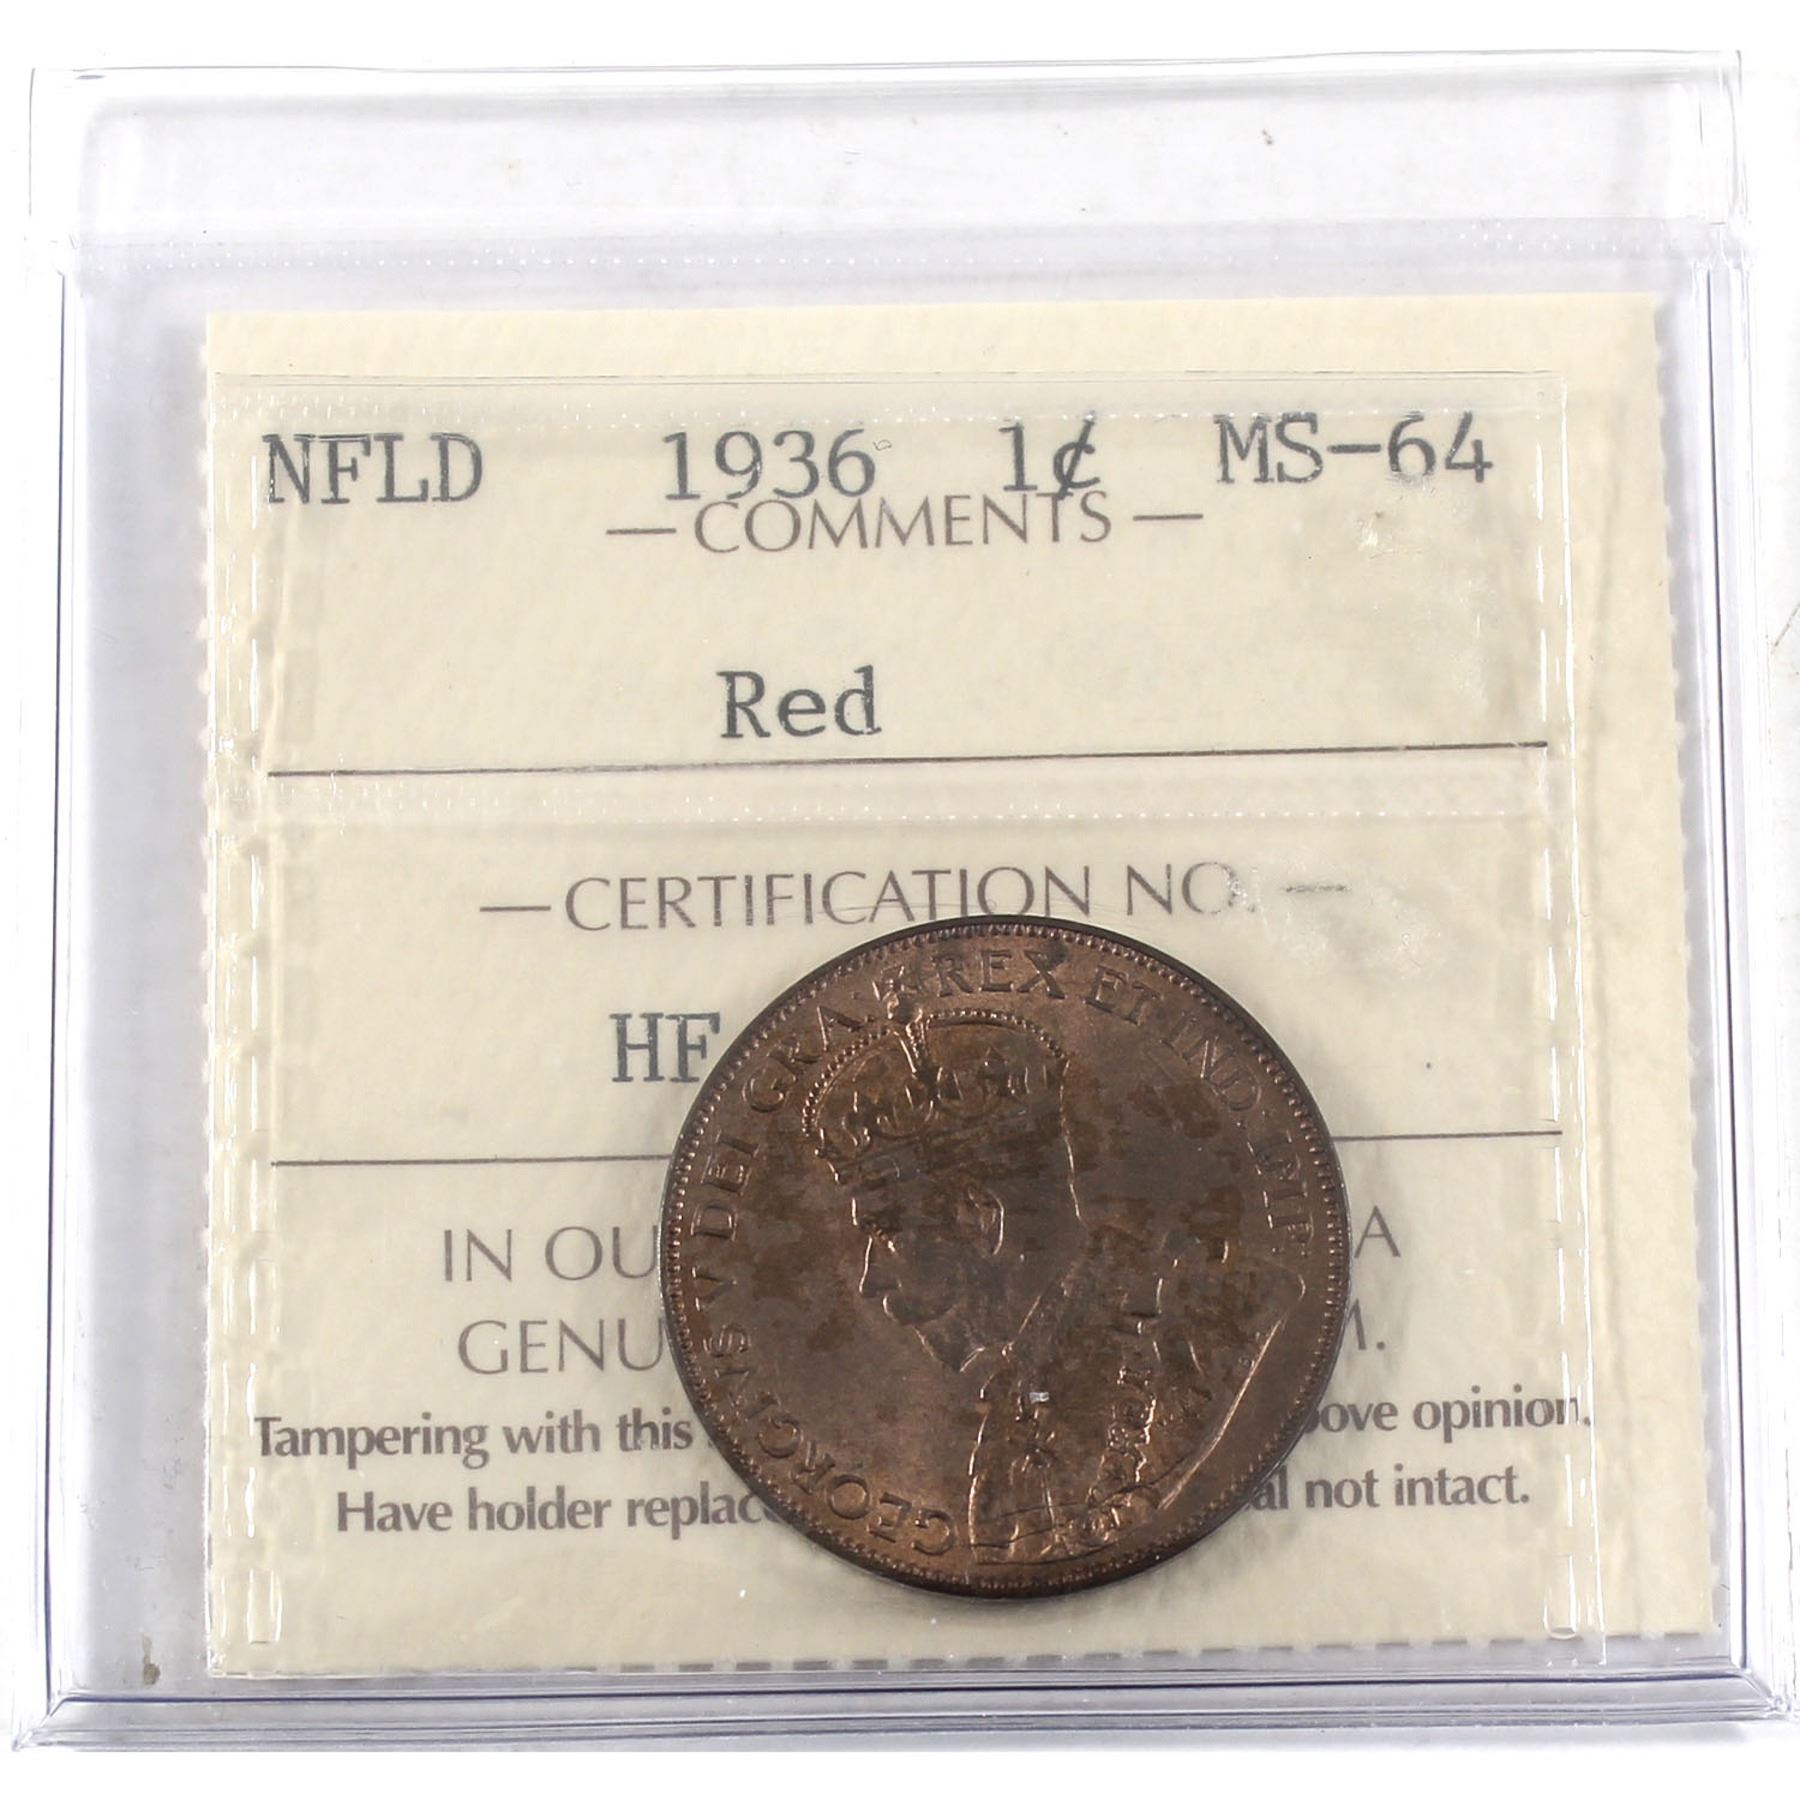 NFLD 1936 1¢ MS-64
— COMMENTS —
Red
— CERTIFICATION NO. —
HF
IN OU A
GENU M.
Tampering with this ove opinion.
Have holder replac al not intact.
GEORGIVS V DEI GRA: REX ET IND: IMP: